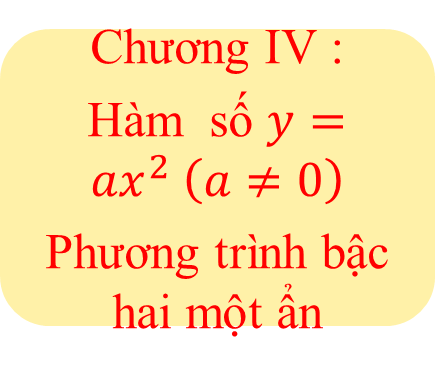 Chương IV :
Hàm số 𝑦 =
𝑎𝑥² (𝑎 ≠ 0)
Phương trình bậc
hai một ẩn